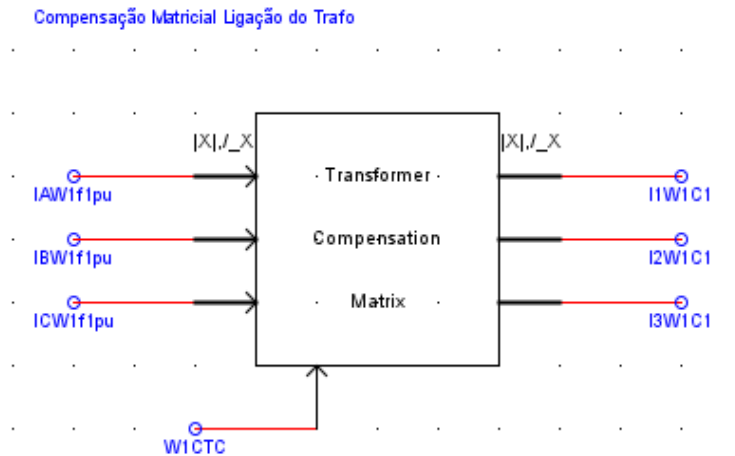 Compensação Matricial Ligação do Trafo
|X|,/_X |X|,/_X
Transformer
IAW1f1pu I1W1C1
Compensation
IBW1f1pu I2W1C1
Matrix
ICW1f1pu I3W1C1
W1CTC